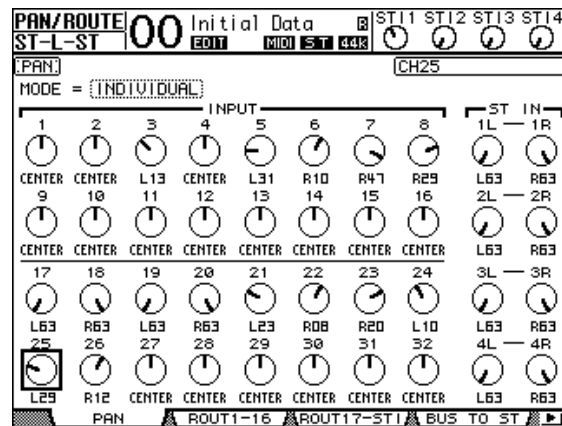 PAN/ROUTE 00 Initial Data R ST1 ST2 ST3 ST4
ST-L-ST EDIT MIDI ST 44k
PAN CH25
MODE = INDIVIDUAL
INPUT ST IN
1 2 3 4 5 6 7 8 1L — 1R
CENTER CENTER L13 CENTER L31 R10 R47 R29 L63 R63
9 10 11 12 13 14 15 16 2L — 2R
CENTER CENTER CENTER CENTER CENTER CENTER CENTER CENTER L63 R63
17 18 19 20 21 22 23 24 3L — 3R
L63 R63 L63 R63 L23 R08 R20 L10 L63 R63
25 26 27 28 29 30 31 32 4L — 4R
L29 R12 CENTER CENTER CENTER CENTER CENTER CENTER L63 R63
PAN ROUT1-16 ROUT17-STI BUS TO ST